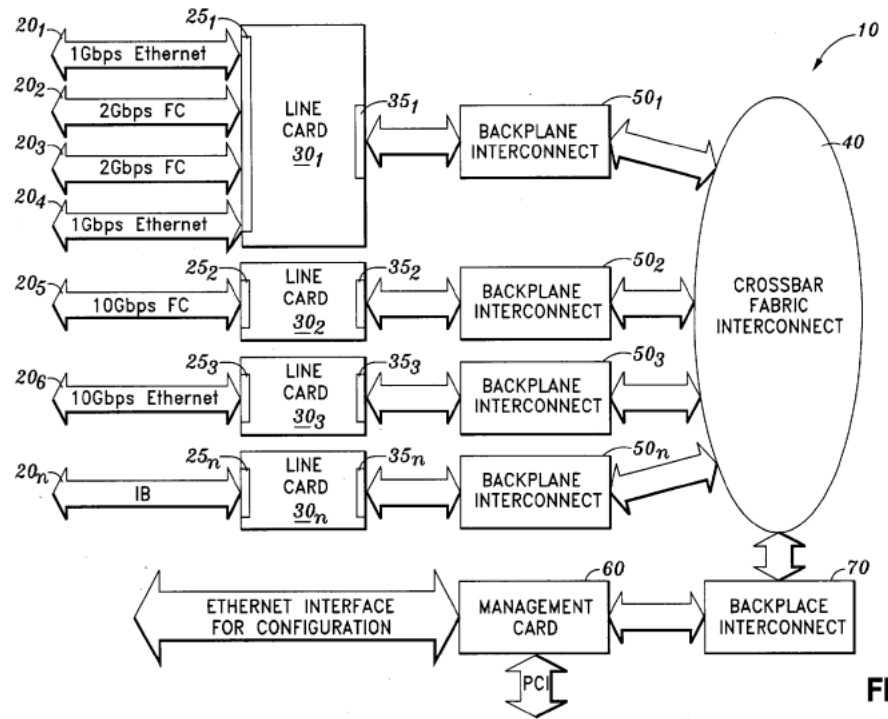 20₁
25₁
1Gbps Ethernet
10
20₂
2Gbps FC
LINE
CARD
30₁
35₁
50₁
BACKPLANE
INTERCONNECT
40
20₃
2Gbps FC
20₄
1Gbps Ethernet
20₅
10Gbps FC
25₂
LINE
CARD
30₂
35₂
50₂
BACKPLANE
INTERCONNECT
CROSSBAR
FABRIC
INTERCONNECT
20₆
10Gbps Ethernet
25₃
LINE
CARD
30₃
35₃
50₃
BACKPLANE
INTERCONNECT
20ₙ
IB
25ₙ
LINE
CARD
30ₙ
35ₙ
50ₙ
BACKPLANE
INTERCONNECT
ETHERNET INTERFACE
FOR CONFIGURATION
60
MANAGEMENT
CARD
70
BACKPLACE
INTERCONNECT
PCI